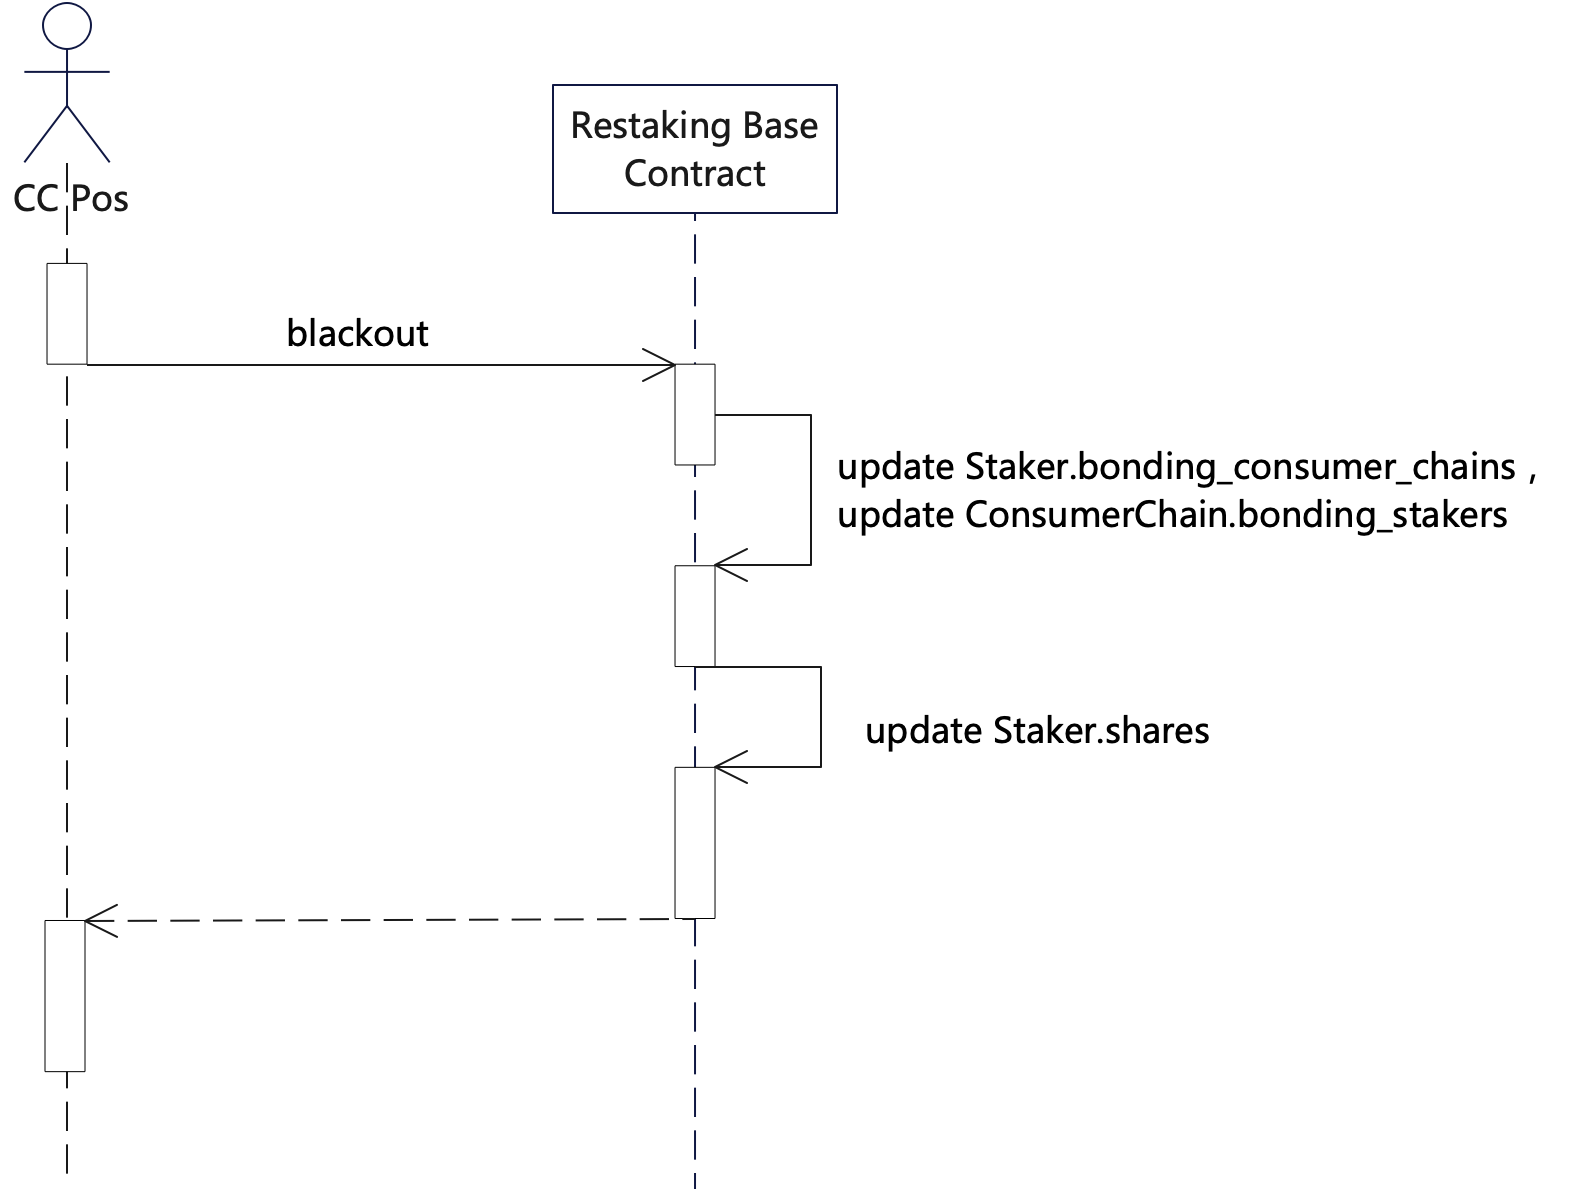 CC Pos
Restaking Base
Contract
blackout
update Staker.bonding_consumer_chains ,
update ConsumerChain.bonding_stakers
update Staker.shares